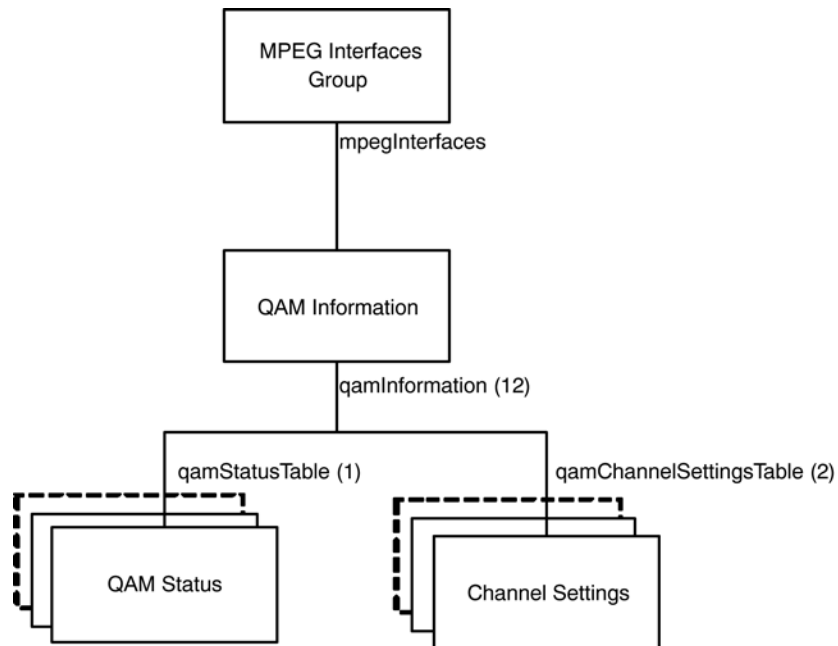 MPEG Interfaces
Group
mpegInterfaces
QAM Information
qamInformation (12)
qamStatusTable (1)
qamChannelSettingsTable (2)
QAM Status
Channel Settings